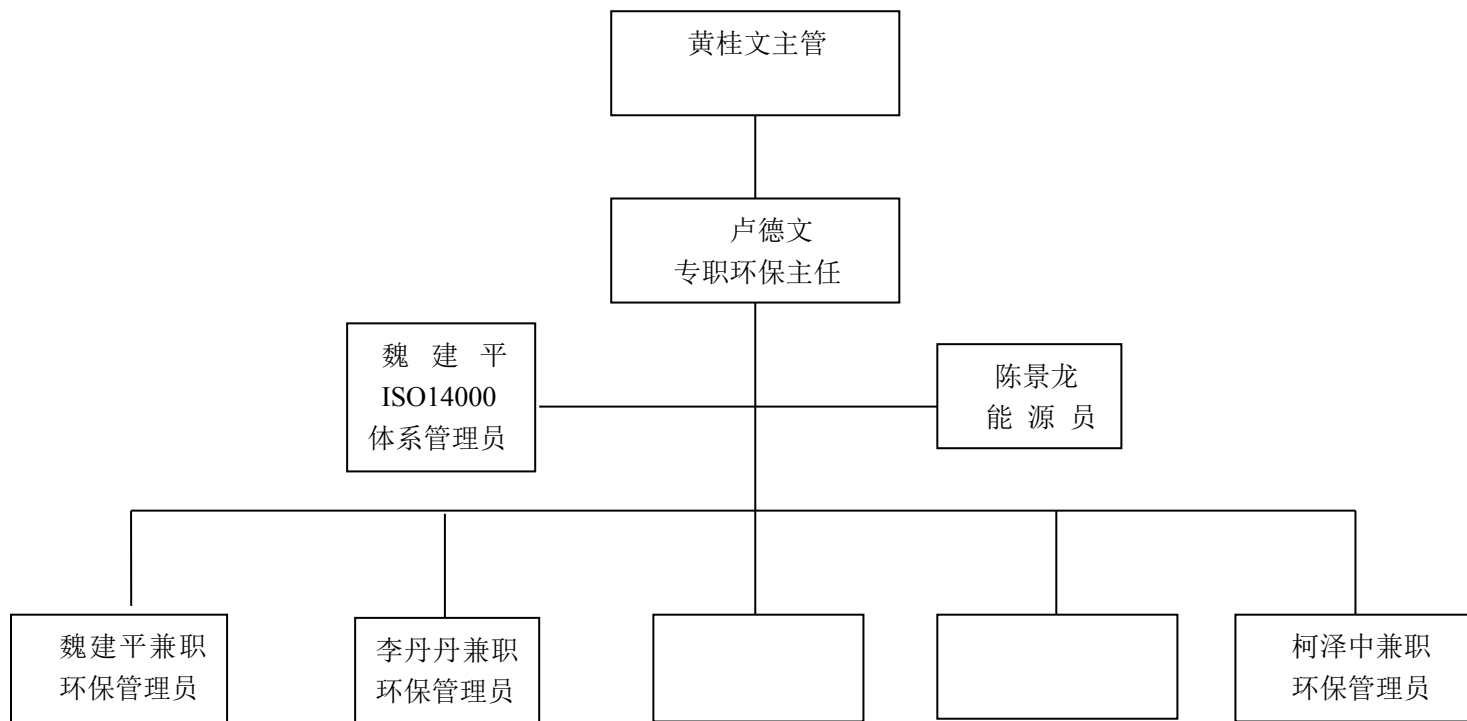 黄桂文主管
卢德文
专职环保主任
魏 建 平
ISO14000
体系管理员
陈景龙
能 源 员
魏建平兼职
环保管理员
李丹丹兼职
环保管理员
柯泽中兼职
环保管理员